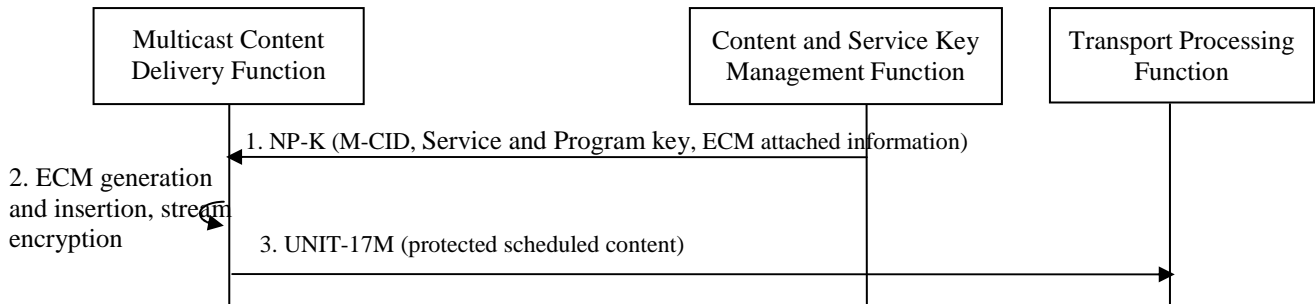 Multicast Content
Delivery Function
Content and Service Key
Management Function
Transport Processing
Function
1. NP-K (M-CID, Service and Program key, ECM attached information)
2. ECM generation
and insertion, stream
encryption
3. UNIT-17M (protected scheduled content)